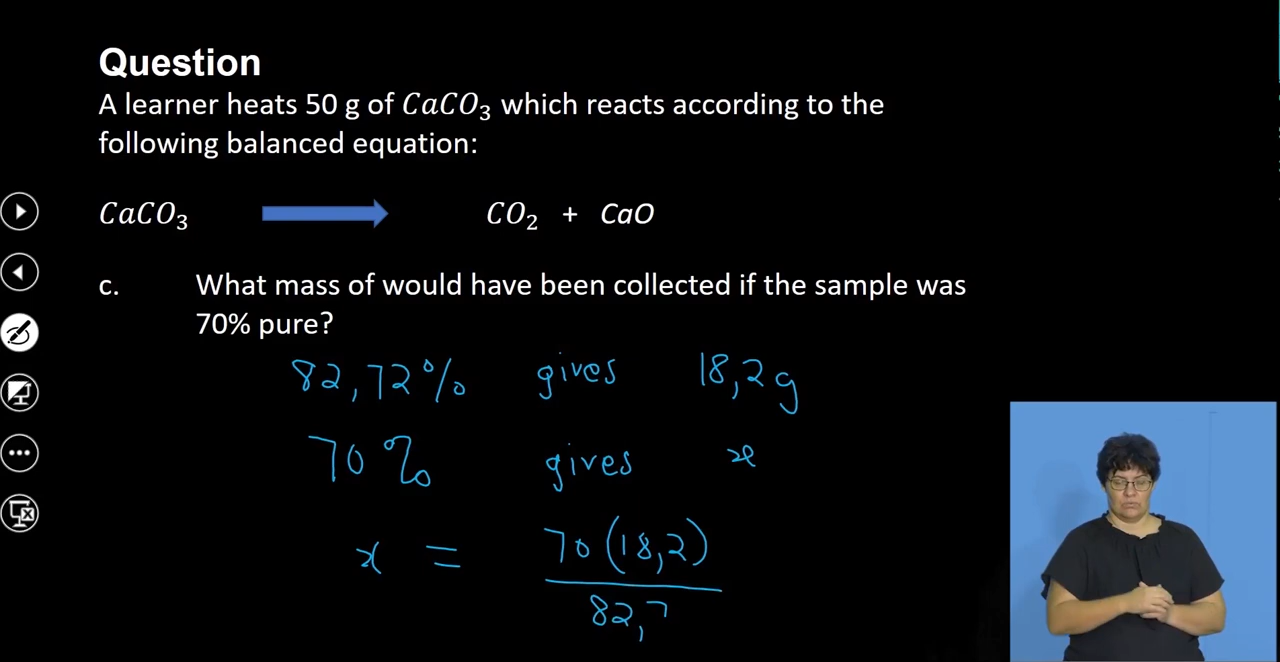 Question
A learner heats 50 g of CaCO₃ which reacts according to the
following balanced equation:
CaCO₃ CO₂ + CaO
c. What mass of would have been collected if the sample was
70% pure?
82,72% gives 18,2g
70% gives x
x = 70(18,2)
82,7